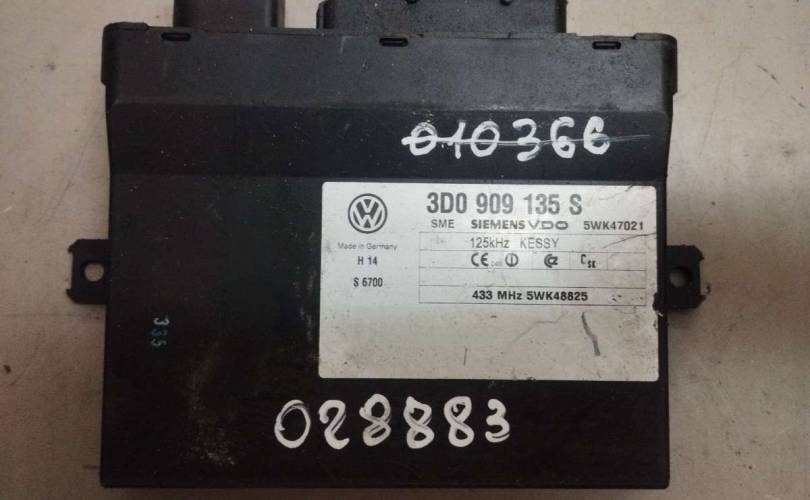 010366
3D0 909 135 S
SME SIEMENS VDO 5WK47021
125kHz KESSY
Made in Germany
H 14
CE
S 6700
433 MHz 5WK48825
335
028883